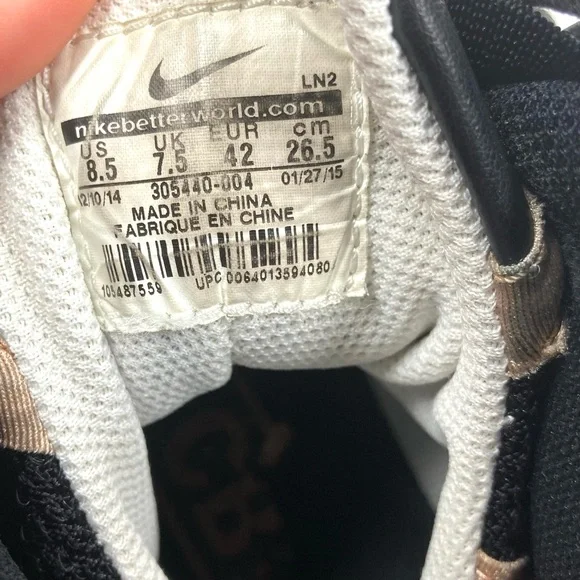 LN2
nikebetterworld.com
US UK EUR cm
8.5 7.5 42 26.5
12/10/14 305440-004 01/27/15
MADE IN CHINA
FABRIQUE EN CHINE
105487559 UPC 0064013594080